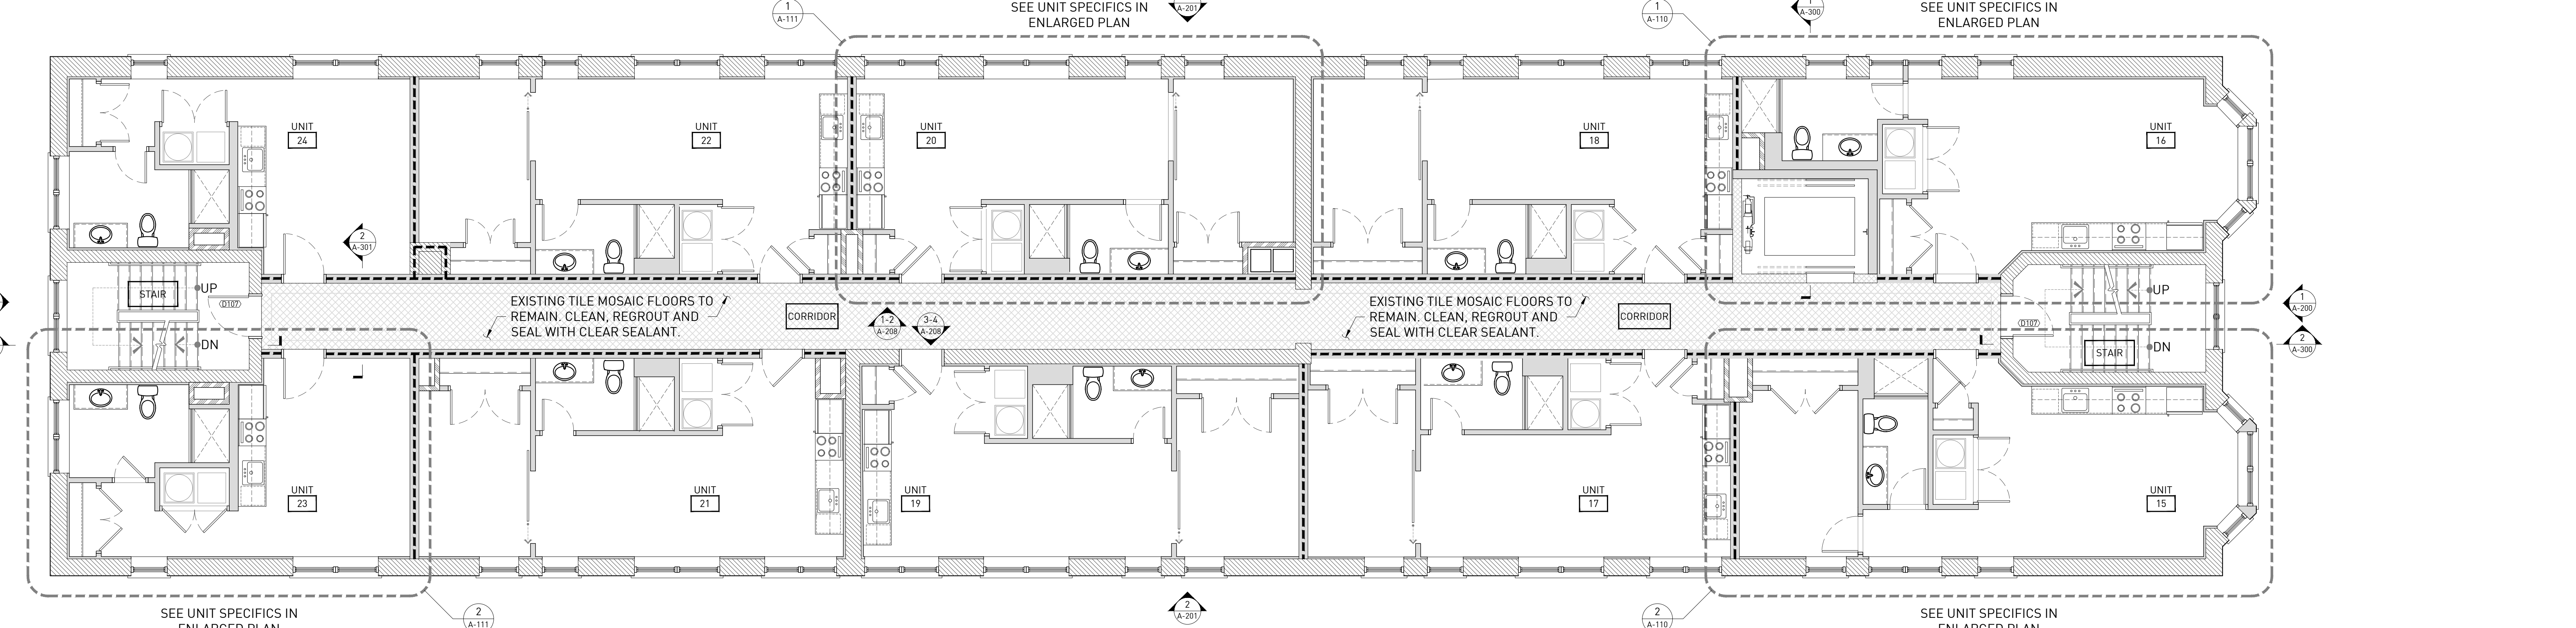 1
A-111
SEE UNIT SPECIFICS IN
ENLARGED PLAN
A-201
1
A-110
A-300
SEE UNIT SPECIFICS IN
ENLARGED PLAN
UNIT
24
UNIT
22
UNIT
20
UNIT
18
UNIT
16
2
A-301
STAIR
UP
D107
DN
EXISTING TILE MOSAIC FLOORS TO
REMAIN. CLEAN, REGROUT AND
SEAL WITH CLEAR SEALANT.
CORRIDOR
1-2
A-208
3-4
A-208
EXISTING TILE MOSAIC FLOORS TO
REMAIN. CLEAN, REGROUT AND
SEAL WITH CLEAR SEALANT.
CORRIDOR
D107
UP
DN
STAIR
1
A-200
2
A-300
UNIT
23
UNIT
21
UNIT
19
UNIT
17
UNIT
15
SEE UNIT SPECIFICS IN
ENLARGED PLAN
2
A-111
2
A-201
2
A-110
SEE UNIT SPECIFICS IN
ENLARGED PLAN